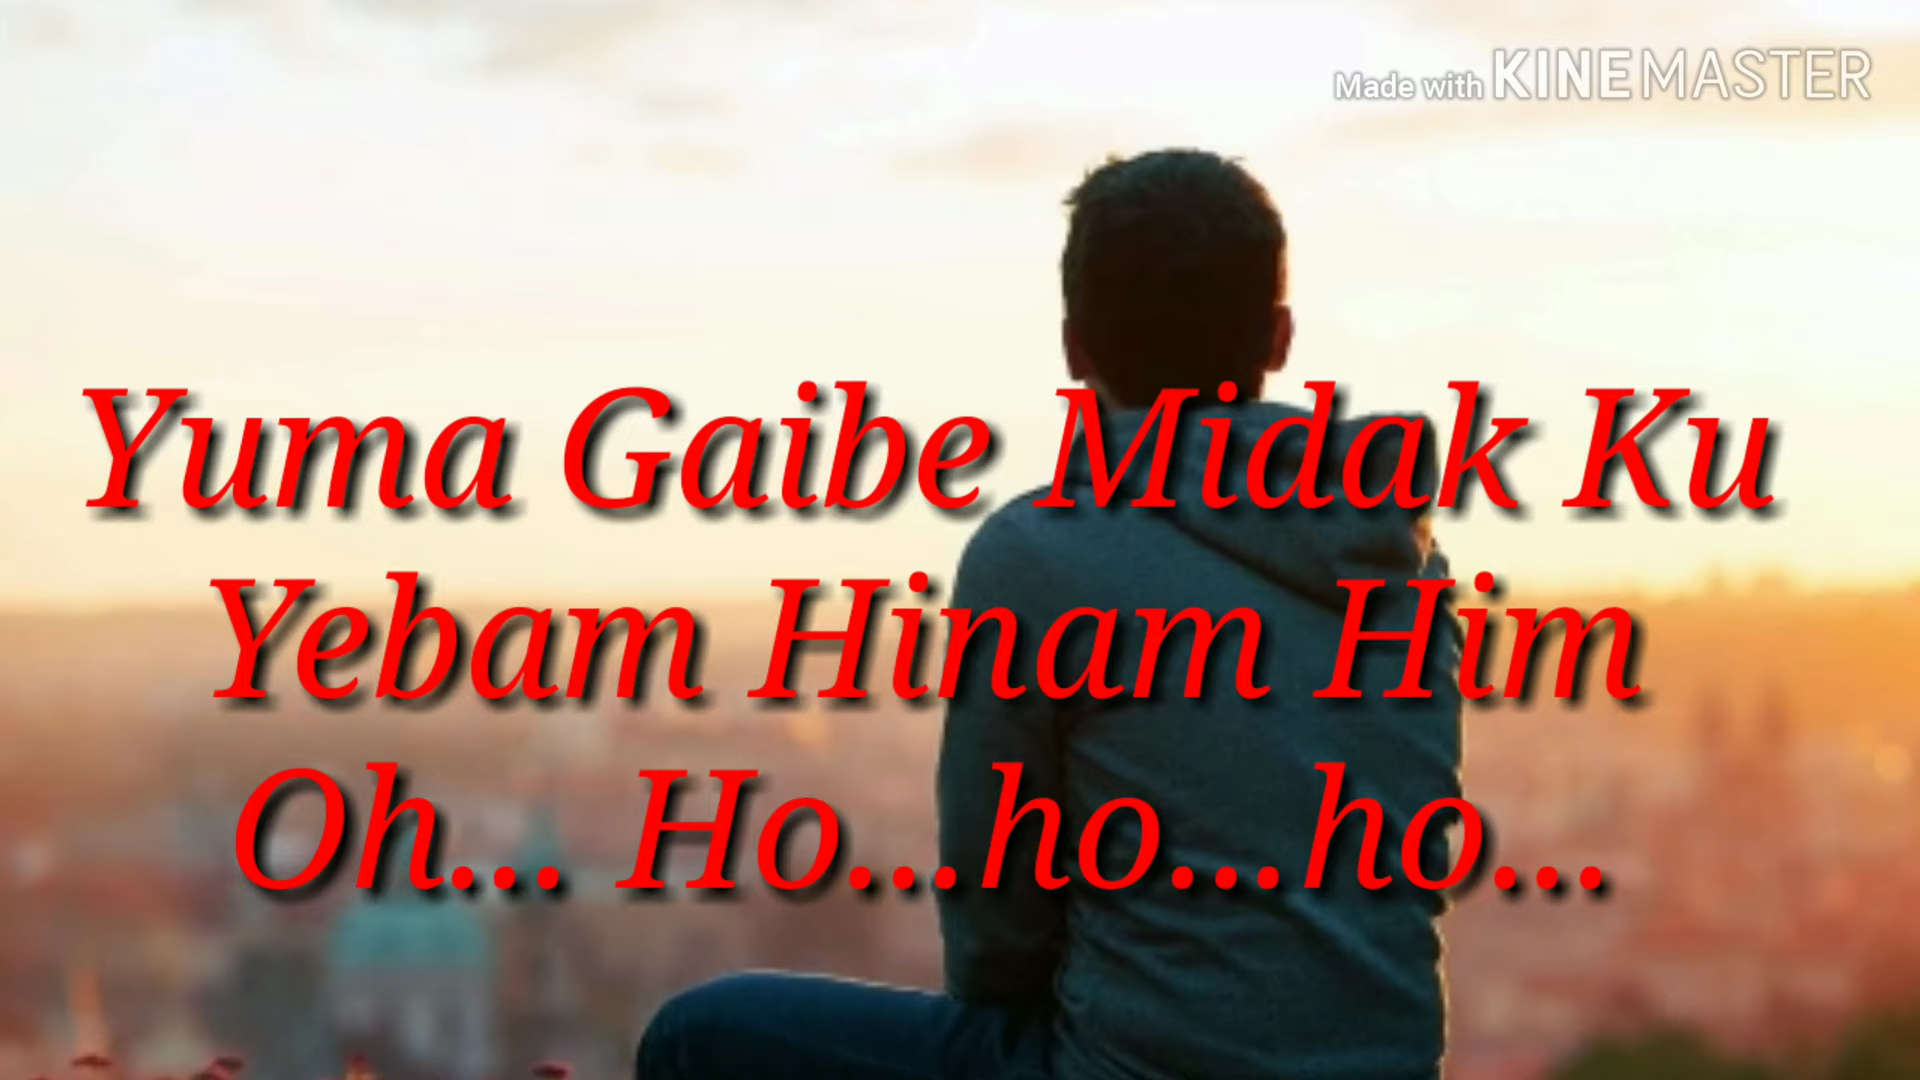 Made with KINEMASTER
Yuma Gaibe Midak Ku
Yebam Hinam Him
Oh... Ho...ho...ho...